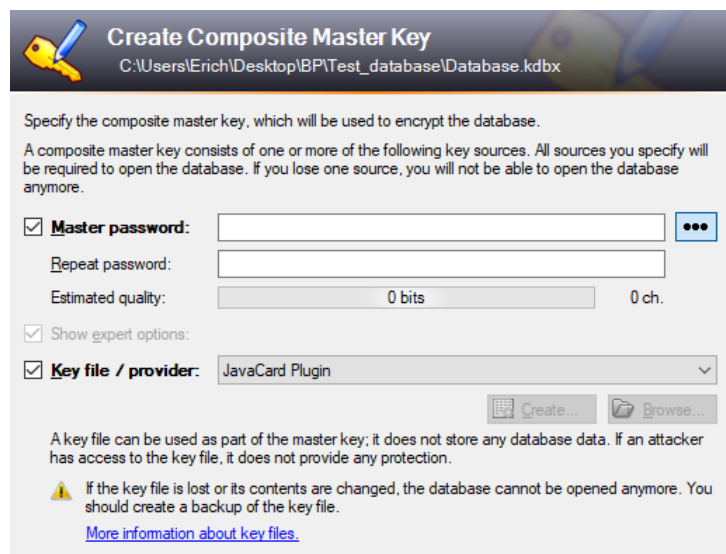 Create Composite Master Key
C:\Users\Erich\Desktop\BP\Test_database\Database.kdbx
Specify the composite master key, which will be used to encrypt the database.
A composite master key consists of one or more of the following key sources. All sources you specify will
be required to open the database. If you lose one source, you will not be able to open the database
anymore.
Master password:
Repeat password:
Estimated quality: 0 bits 0 ch.
Show expert options:
Key file / provider: JavaCard Plugin
Create... Browse...
A key file can be used as part of the master key; it does not store any database data. If an attacker
has access to the key file, it does not provide any protection.
If the key file is lost or its contents are changed, the database cannot be opened anymore. You
should create a backup of the key file.
More information about key files.